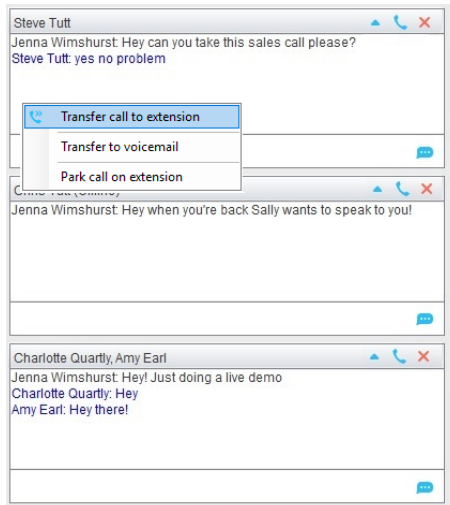 Steve Tutt
Jenna Wimshurst: Hey can you take this sales call please?
Steve Tutt: yes no problem
Transfer call to extension
Transfer to voicemail
Park call on extension
Jenna Wimshurst: Hey when you're back Sally wants to speak to you!
Charlotte Quartly, Amy Earl
Jenna Wimshurst: Hey! Just doing a live demo
Charlotte Quartly: Hey
Amy Earl: Hey there!